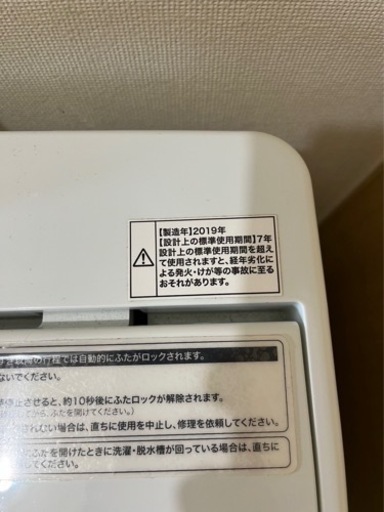 【製造年】2019年
【設計上の標準使用期間】7年
設計上の標準使用期間を超え
て使用されますと、経年劣化に
よる発火・けが等の事故に至る
おそれがあります。
の行程では自動的にふたがロックされます。
ないでください。
停止させると、約10秒後にふたロックが解除されます。
してから、ふたを開けてください。)
されない場合は、直ちに使用を中止し、修理を依頼してください。
ふたを開けたときに洗濯・脱水槽が回っている場合は、直ちに
してください。